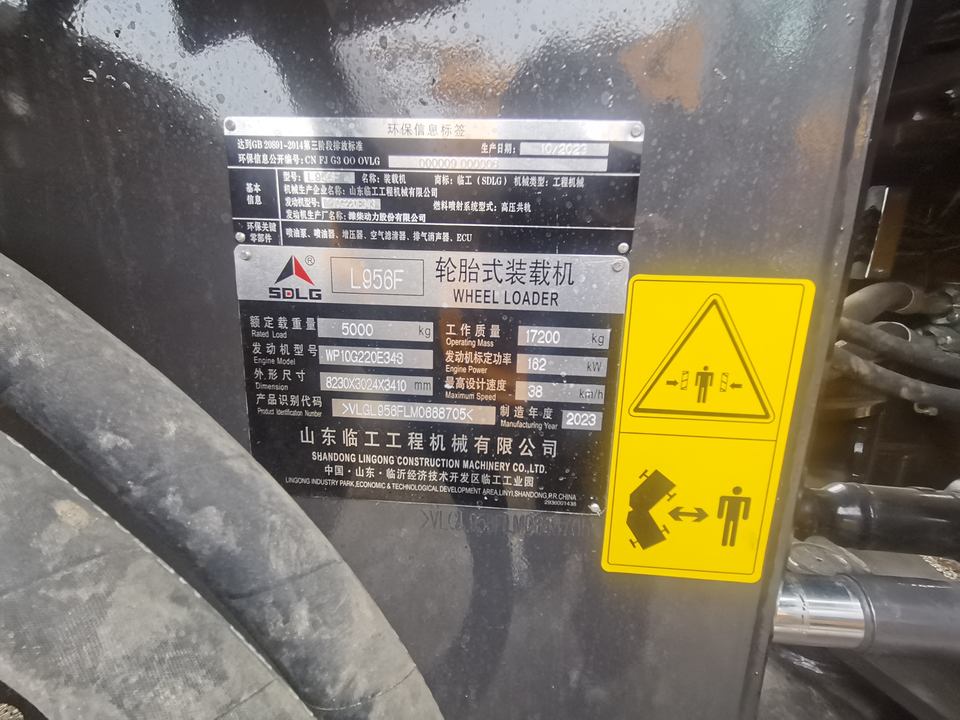 环保信息标签
达到GB 20891-2014第三阶段排放标准 生产日期: 10/2023
环保信息公开编号: CN FJ G3 OO OVLG
基本信息
型号: L956F 名称: 装载机 商标: 临工（SDLG） 机械类型: 工程机械
机械生产企业名称: 山东临工工程机械有限公司
发动机型号: 燃料喷射系统型式: 高压共轨
发动机生产厂名称: 潍柴动力股份有限公司
环保关键零部件 喷油泵、喷油器、增压器、空气滤清器、排气消声器、ECU
SDLG ® L956F 轮胎式装载机
WHEEL LOADER
额定载重量 Rated Load 5000 kg 工作质量 Operating Mass 17200 kg
发动机型号 Engine Model WP10G220E343 发动机标定功率 Engine Power 162 kW
外形尺寸 Dimension 8230X3024X3410 mm 最高设计速度 Maximum Speed 38 km/h
产品识别代码 Product Identification Number >VLGL956FLM0688705< 制造年度 Manufacturing Year 2023
山东临工工程机械有限公司
SHANDONG LINGONG CONSTRUCTION MACHINERY CO.,LTD.
中国·山东·临沂经济技术开发区临工工业园
LINGONG INDUSTRY PARK,ECONOMIC & TECHNOLOGICAL DEVELOPMENT AREA,LINYI,SHANDONG,P.R.CHINA
2936001438